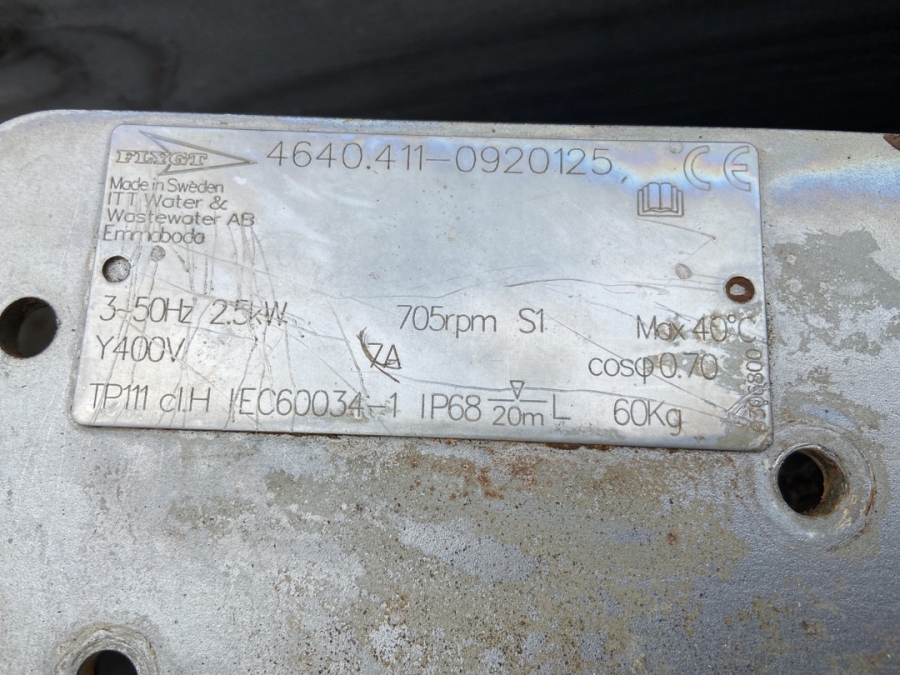 FLYGT
4640.411-0920125
CE
Made in Sweden
ITT Water &
Wastewater AB
Emmaboda
3~50Hz 2.5kW 705rpm S1 Max 40°C
Y400V 7A cosφ 0.70
TP111 cl.H IEC60034-1 IP68 20m L 60Kg